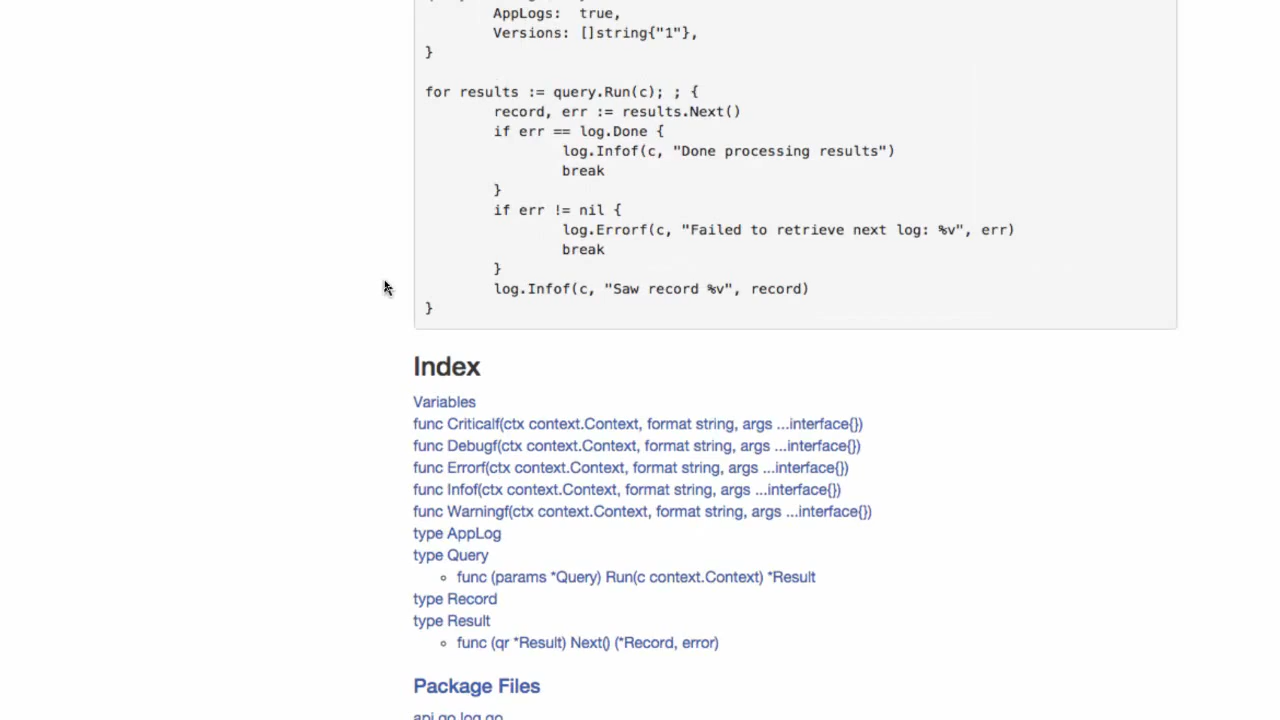 AppLogs:  true,
Versions: []string{"1"},
}
for results := query.Run(c); ; {
record, err := results.Next()
if err == log.Done {
log.Infof(c, "Done processing results")
break
}
if err != nil {
log.Errorf(c, "Failed to retrieve next log: %v", err)
break
}
log.Infof(c, "Saw record %v", record)
}
Index
Variables
func Criticalf(ctx context.Context, format string, args ...interface{})
func Debugf(ctx context.Context, format string, args ...interface{})
func Errorf(ctx context.Context, format string, args ...interface{})
func Infof(ctx context.Context, format string, args ...interface{})
func Warningf(ctx context.Context, format string, args ...interface{})
type AppLog
type Query
◦ func (params *Query) Run(c context.Context) *Result
type Record
type Result
◦ func (qr *Result) Next() (*Record, error)
Package Files
api.go log.go